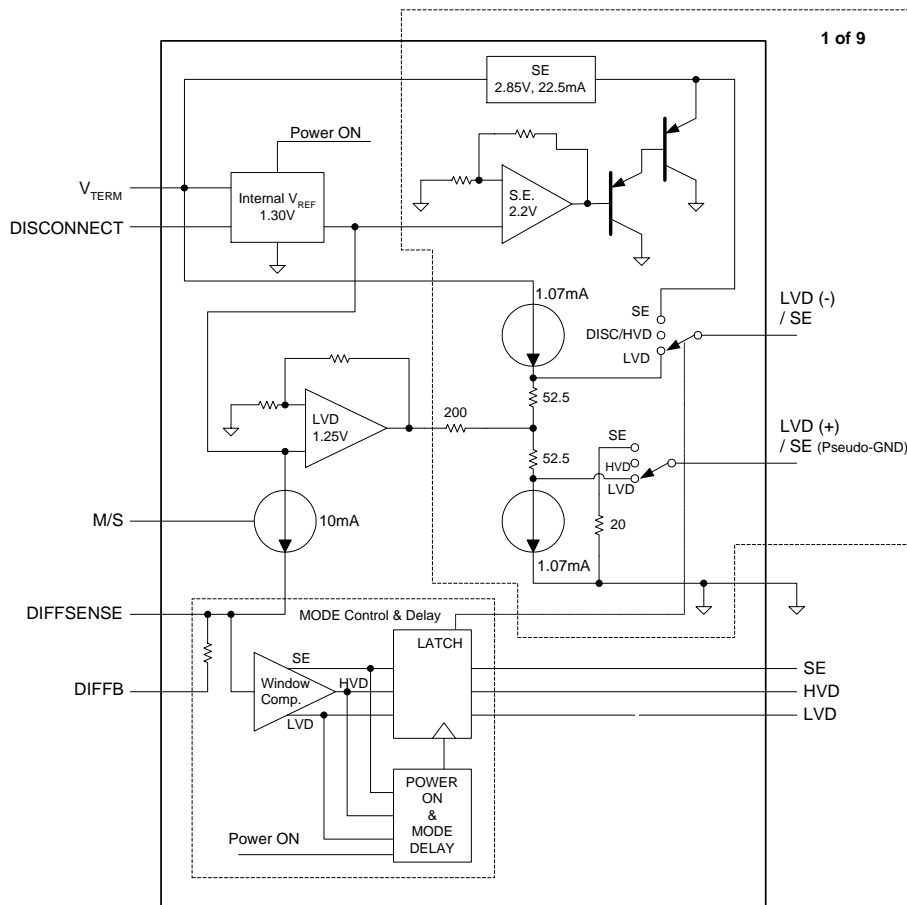 1 of 9
SE
2.85V, 22.5mA
Power ON
VTERM
Internal VREF
1.30V
DISCONNECT
S.E.
2.2V
1.07mA
SE
DISC/HVD
LVD
LVD (-)
/ SE
52.5
LVD
1.25V
200
52.5
SE
HVD
LVD
LVD (+)
/ SE (Pseudo-GND)
M/S
10mA
20
1.07mA
DIFFSENSE
MODE Control & Delay
LATCH
SE
Window
Comp.
HVD
LVD
DIFFB
SE
HVD
LVD
POWER
ON
&
MODE
DELAY
Power ON